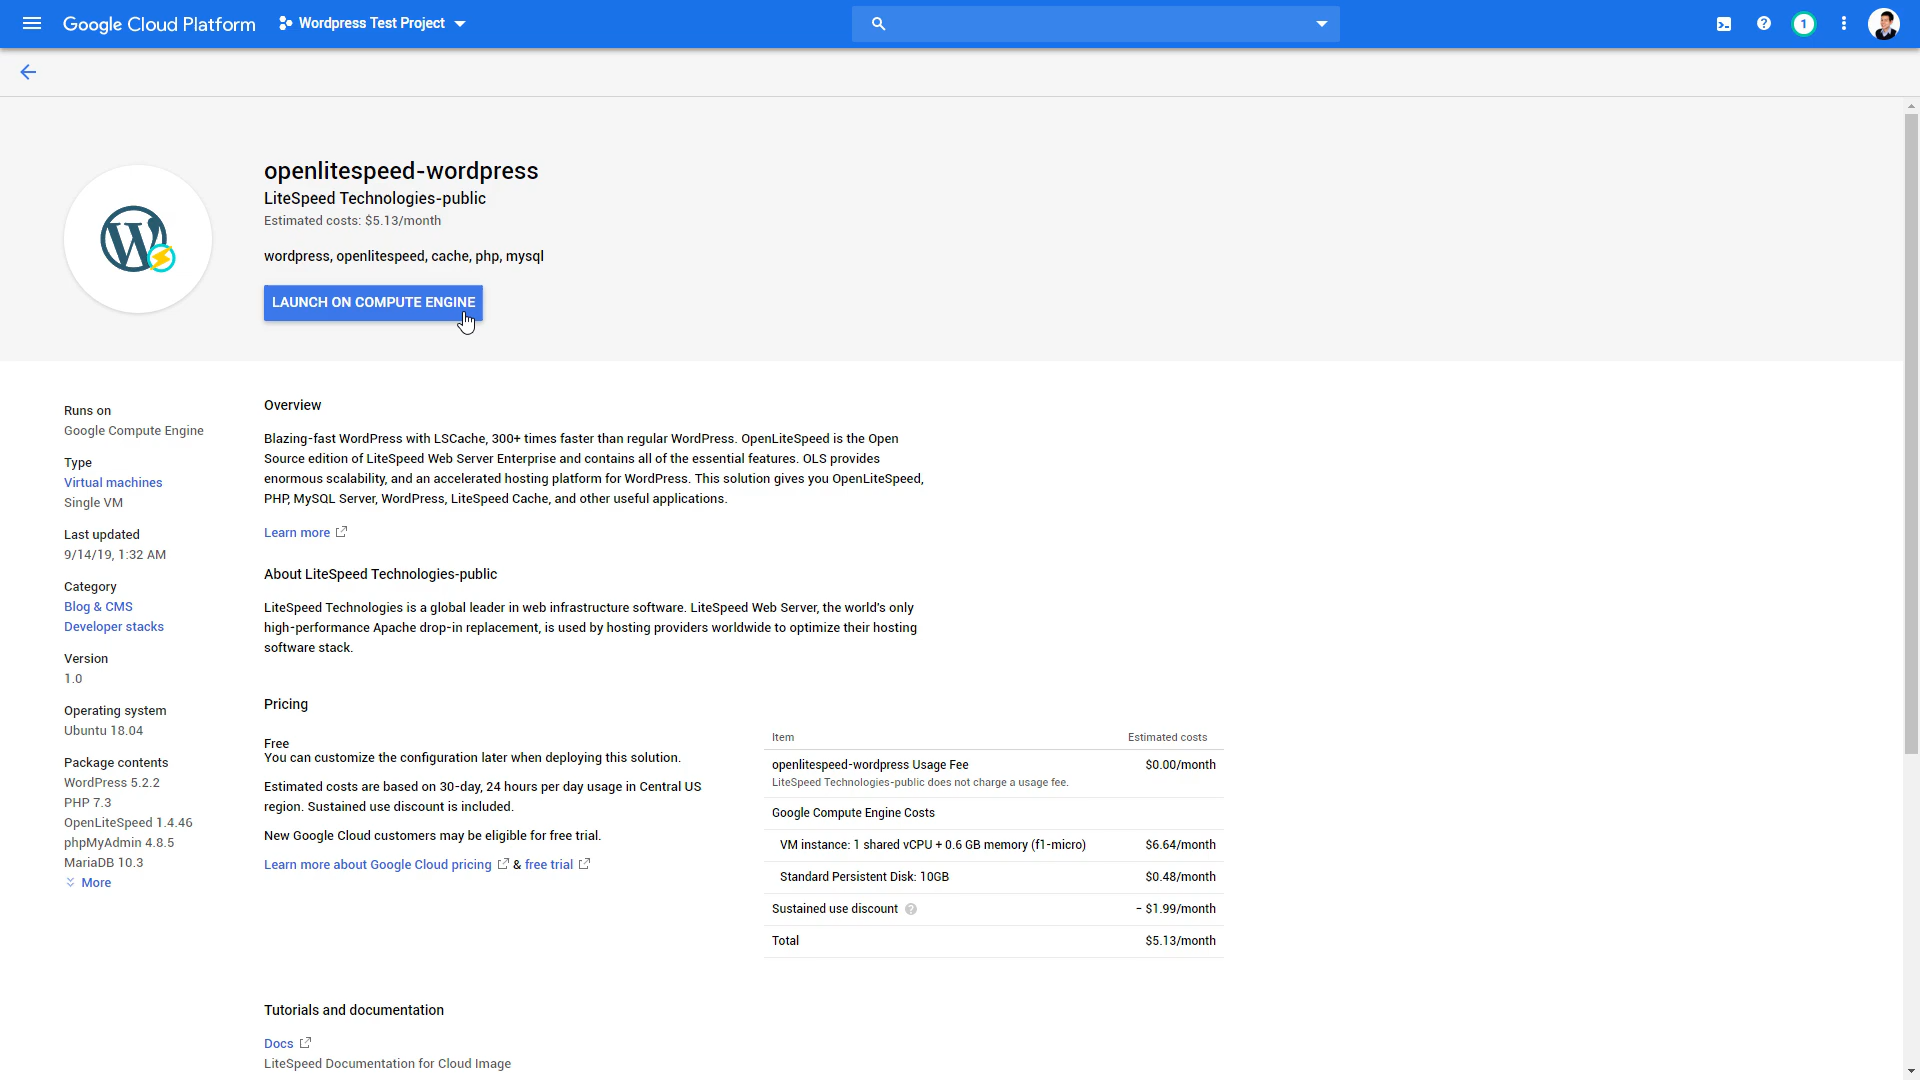 Google Cloud Platform
Wordpress Test Project
1
openlitespeed-wordpress
LiteSpeed Technologies-public
Estimated costs: $5.13/month
wordpress, openlitespeed, cache, php, mysql
LAUNCH ON COMPUTE ENGINE
Runs on
Google Compute Engine
Type
Virtual machines
Single VM
Last updated
9/14/19, 1:32 AM
Category
Blog & CMS
Developer stacks
Version
1.0
Operating system
Ubuntu 18.04
Package contents
WordPress 5.2.2
PHP 7.3
OpenLiteSpeed 1.4.46
phpMyAdmin 4.8.5
MariaDB 10.3
More
Overview
Blazing-fast WordPress with LSCache, 300+ times faster than regular WordPress. OpenLiteSpeed is the Open
Source edition of LiteSpeed Web Server Enterprise and contains all of the essential features. OLS provides
enormous scalability, and an accelerated hosting platform for WordPress. This solution gives you OpenLiteSpeed,
PHP, MySQL Server, WordPress, LiteSpeed Cache, and other useful applications.
Learn more
About LiteSpeed Technologies-public
LiteSpeed Technologies is a global leader in web infrastructure software. LiteSpeed Web Server, the world's only
high-performance Apache drop-in replacement, is used by hosting providers worldwide to optimize their hosting
software stack.
Pricing
Free
You can customize the configuration later when deploying this solution.
Estimated costs are based on 30-day, 24 hours per day usage in Central US
region. Sustained use discount is included.
New Google Cloud customers may be eligible for free trial.
Learn more about Google Cloud pricing & free trial
Item Estimated costs
openlitespeed-wordpress Usage Fee $0.00/month
LiteSpeed Technologies-public does not charge a usage fee.
Google Compute Engine Costs
VM instance: 1 shared vCPU + 0.6 GB memory (f1-micro) $6.64/month
Standard Persistent Disk: 10GB $0.48/month
Sustained use discount - $1.99/month
Total $5.13/month
Tutorials and documentation
Docs
LiteSpeed Documentation for Cloud Image